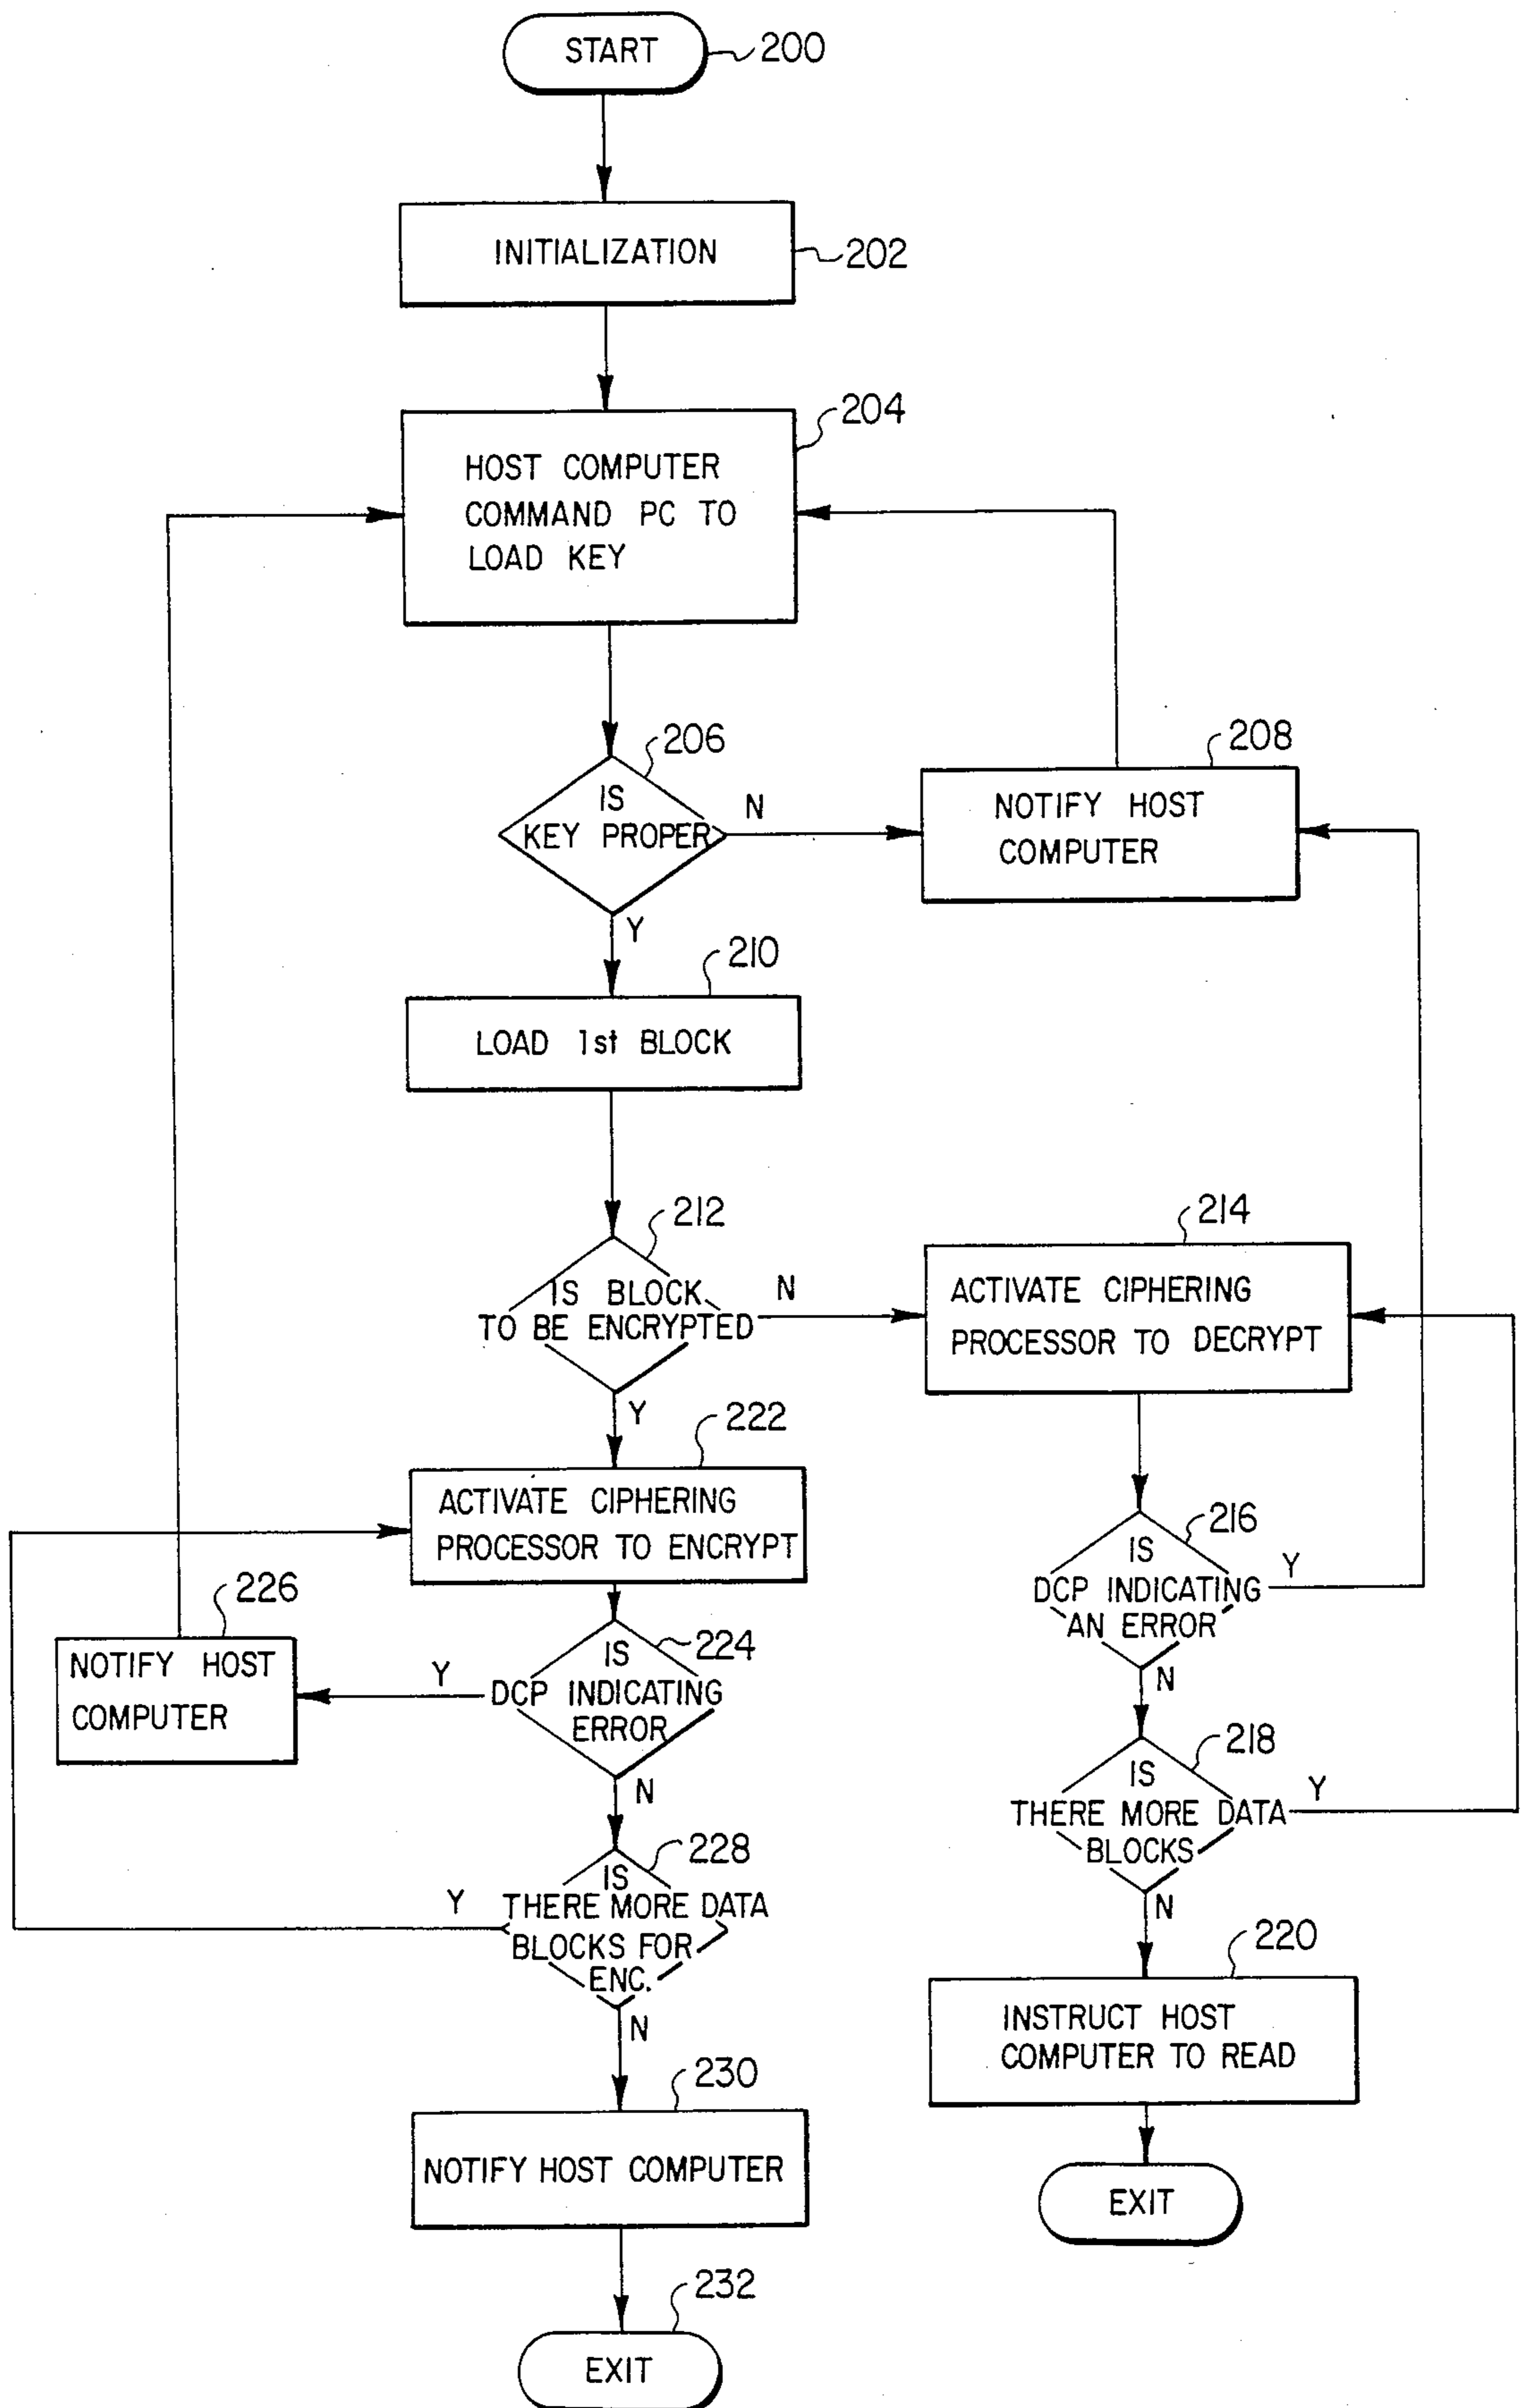 START
200
INITIALIZATION
202
204
HOST COMPUTER
COMMAND PC TO
LOAD KEY
206
IS
KEY PROPER
N
Y
208
NOTIFY HOST
COMPUTER
210
LOAD 1st BLOCK
212
IS BLOCK
TO BE ENCRYPTED
N
Y
214
ACTIVATE CIPHERING
PROCESSOR TO DECRYPT
222
ACTIVATE CIPHERING
PROCESSOR TO ENCRYPT
216
IS
DCP INDICATING
AN ERROR
Y
N
226
NOTIFY HOST
COMPUTER
224
IS
DCP INDICATING
ERROR
Y
N
218
IS
THERE MORE DATA
BLOCKS
Y
N
228
IS
THERE MORE DATA
BLOCKS FOR
ENC.
Y
N
220
INSTRUCT HOST
COMPUTER TO READ
230
NOTIFY HOST COMPUTER
EXIT
232
EXIT